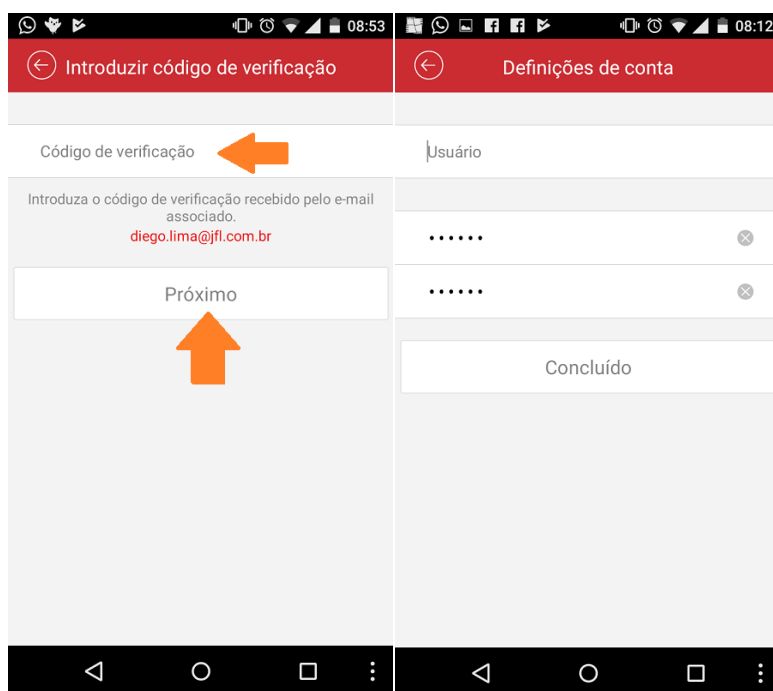 08:53
Introduzir código de verificação
Código de verificação
Introduza o código de verificação recebido pelo e-mail
associado.
diego.lima@jfl.com.br
Próximo
08:12
Definições de conta
Usuário
Concluído